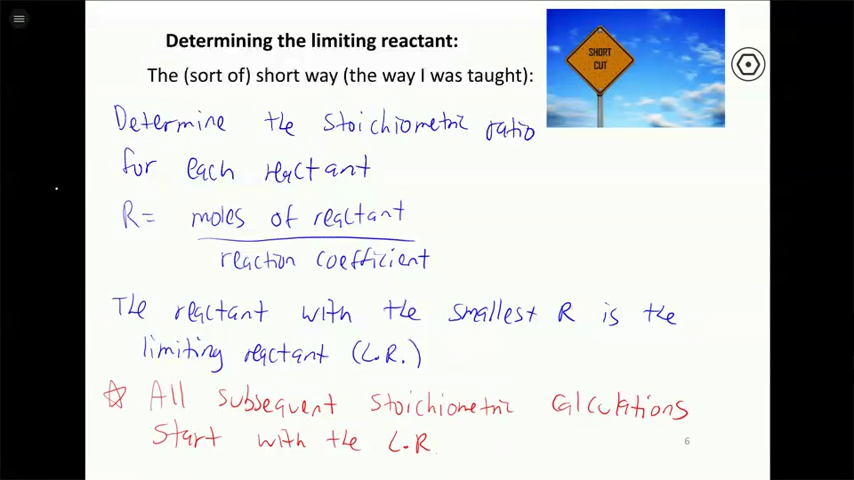 Determining the limiting reactant:
SHORT
CUT
The (sort of) short way (the way I was taught):
Determine the stoichiometric ratio
for each reactant
R= moles of reactant
reaction coefficient
The reactant with the smallest R is the
limiting reactant (L.R.)
☆ All subsequent stoichiometric calculations
start with the L.R
6